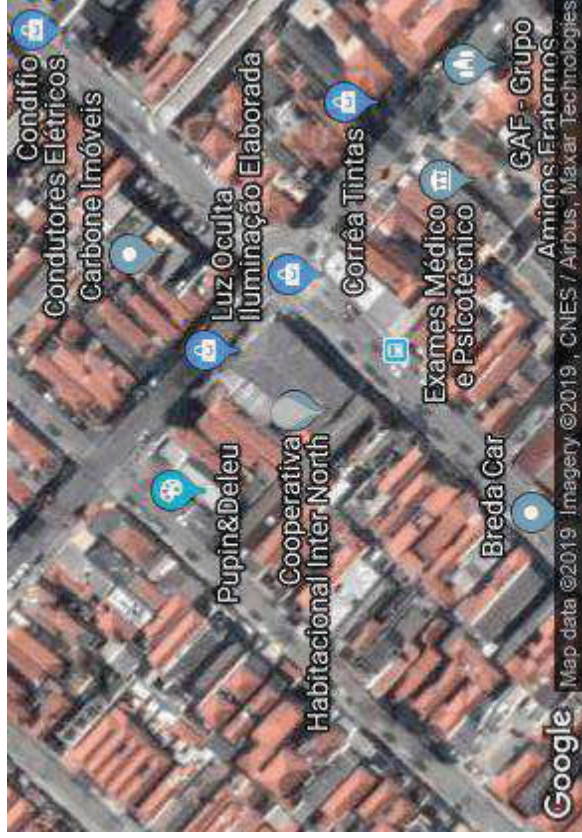 Condifio
Condutores Elétricos
Carbone Imóveis
Luz Oculta
Iluminação Elaborada
Pupin&Deleu
Cooperativa
Habitacional Inter North
Corrêa Tintas
Exames Médico
e Psicotécnico
Breda Car
GAF - Grupo
Amigos Fraternos...
Google
Map data ©2019 Imagery ©2019 , CNES / Airbus, Maxar Technologies